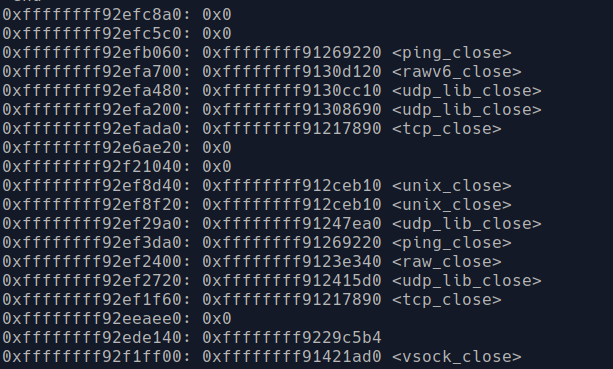 0xffffffff92efc8a0: 0x0
0xffffffff92efc5c0: 0x0
0xffffffff92efb060: 0xffffffff91269220 <ping_close>
0xffffffff92efa700: 0xffffffff9130d120 <rawv6_close>
0xffffffff92efa480: 0xffffffff9130cc10 <udp_lib_close>
0xffffffff92efa200: 0xffffffff91308690 <udp_lib_close>
0xffffffff92efada0: 0xffffffff91217890 <tcp_close>
0xffffffff92e6ae20: 0x0
0xffffffff92f21040: 0x0
0xffffffff92ef8d40: 0xffffffff912ceb10 <unix_close>
0xffffffff92ef8f20: 0xffffffff912ceb10 <unix_close>
0xffffffff92ef29a0: 0xffffffff91247ea0 <udp_lib_close>
0xffffffff92ef3da0: 0xffffffff91269220 <ping_close>
0xffffffff92ef2400: 0xffffffff9123e340 <raw_close>
0xffffffff92ef2720: 0xffffffff912415d0 <udp_lib_close>
0xffffffff92ef1f60: 0xffffffff91217890 <tcp_close>
0xffffffff92eeaee0: 0x0
0xffffffff92ede140: 0xffffffff9229c5b4
0xffffffff92f1ff00: 0xffffffff91421ad0 <vsock_close>